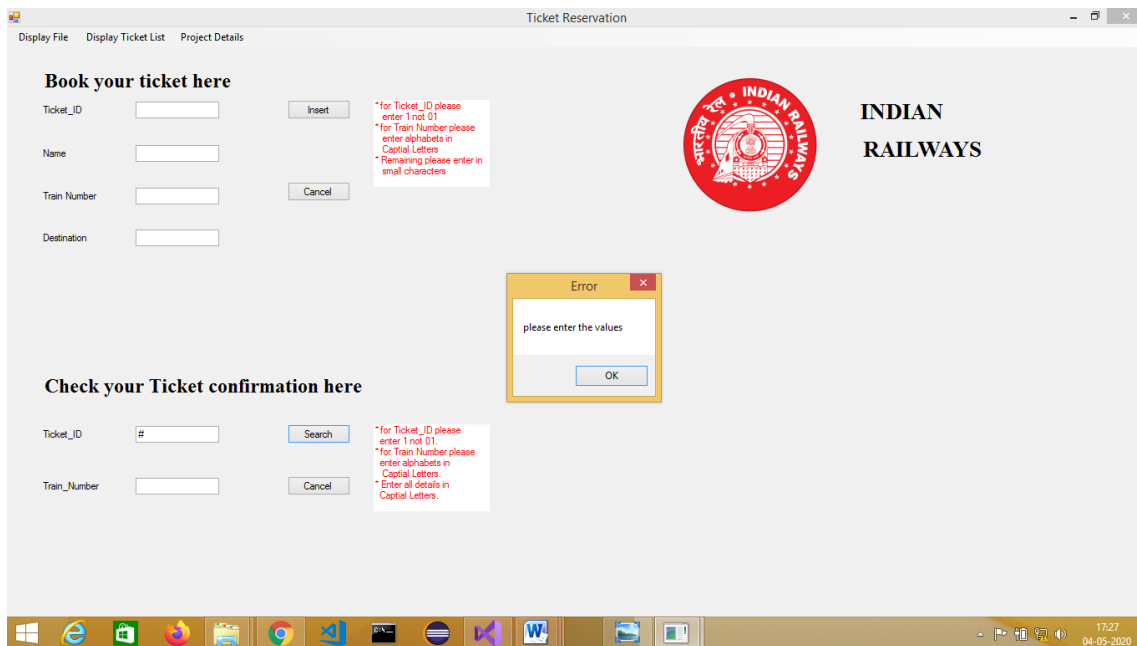 Ticket Reservation
Display File Display Ticket List Project Details
Book your ticket here
Ticket_ID
Insert
* for Ticket_ID please
enter 1 not 01
* for Train Number please
enter alphabets in
Captial Letters
* Remaining please enter in
small characters
Name
Train Number
Cancel
Destination
भारतीय रेल • INDIAN RAILWAYS
INDIAN
RAILWAYS
Error
please enter the values
OK
Check your Ticket confirmation here
Ticket_ID
#
Search
* for Ticket_ID please
enter 1 not 01.
* for Train Number please
enter alphabets in
Captial Letters.
* Enter all details in
Captial Letters.
Train_Number
Cancel
17:27
04-05-2020